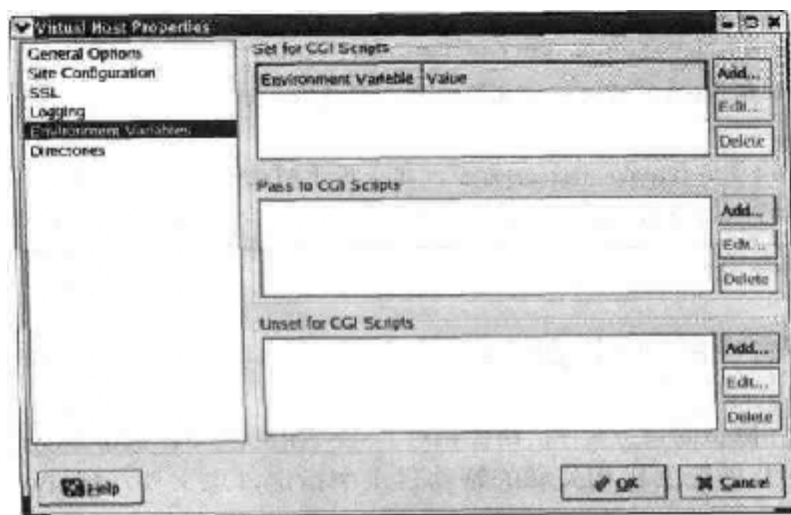 Virtual Host Properties
General Options
Site Configuration
SSL
Logging
Environment Variables
Directories
Set for CGI Scripts
Environment Variable Value
Add...
Edit...
Delete
Pass to CGI Scripts
Add...
Edit...
Delete
Unset for CGI Scripts
Add...
Edit...
Delete
Help
OK
Cancel